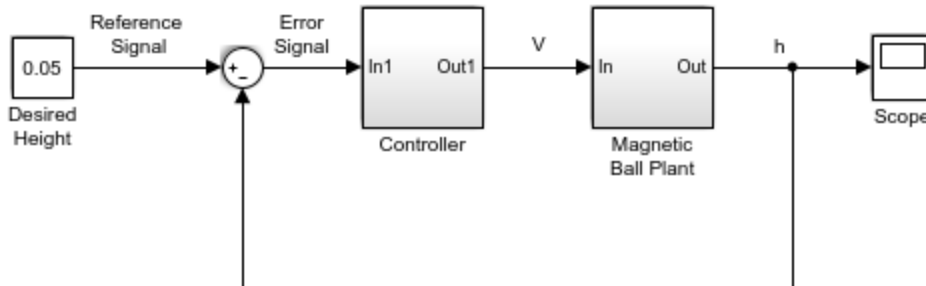 Reference
Signal
Error
Signal
0.05
Desired
Height
+
-
In1
Out1
Controller
V
In
Out
Magnetic
Ball Plant
h
Scope